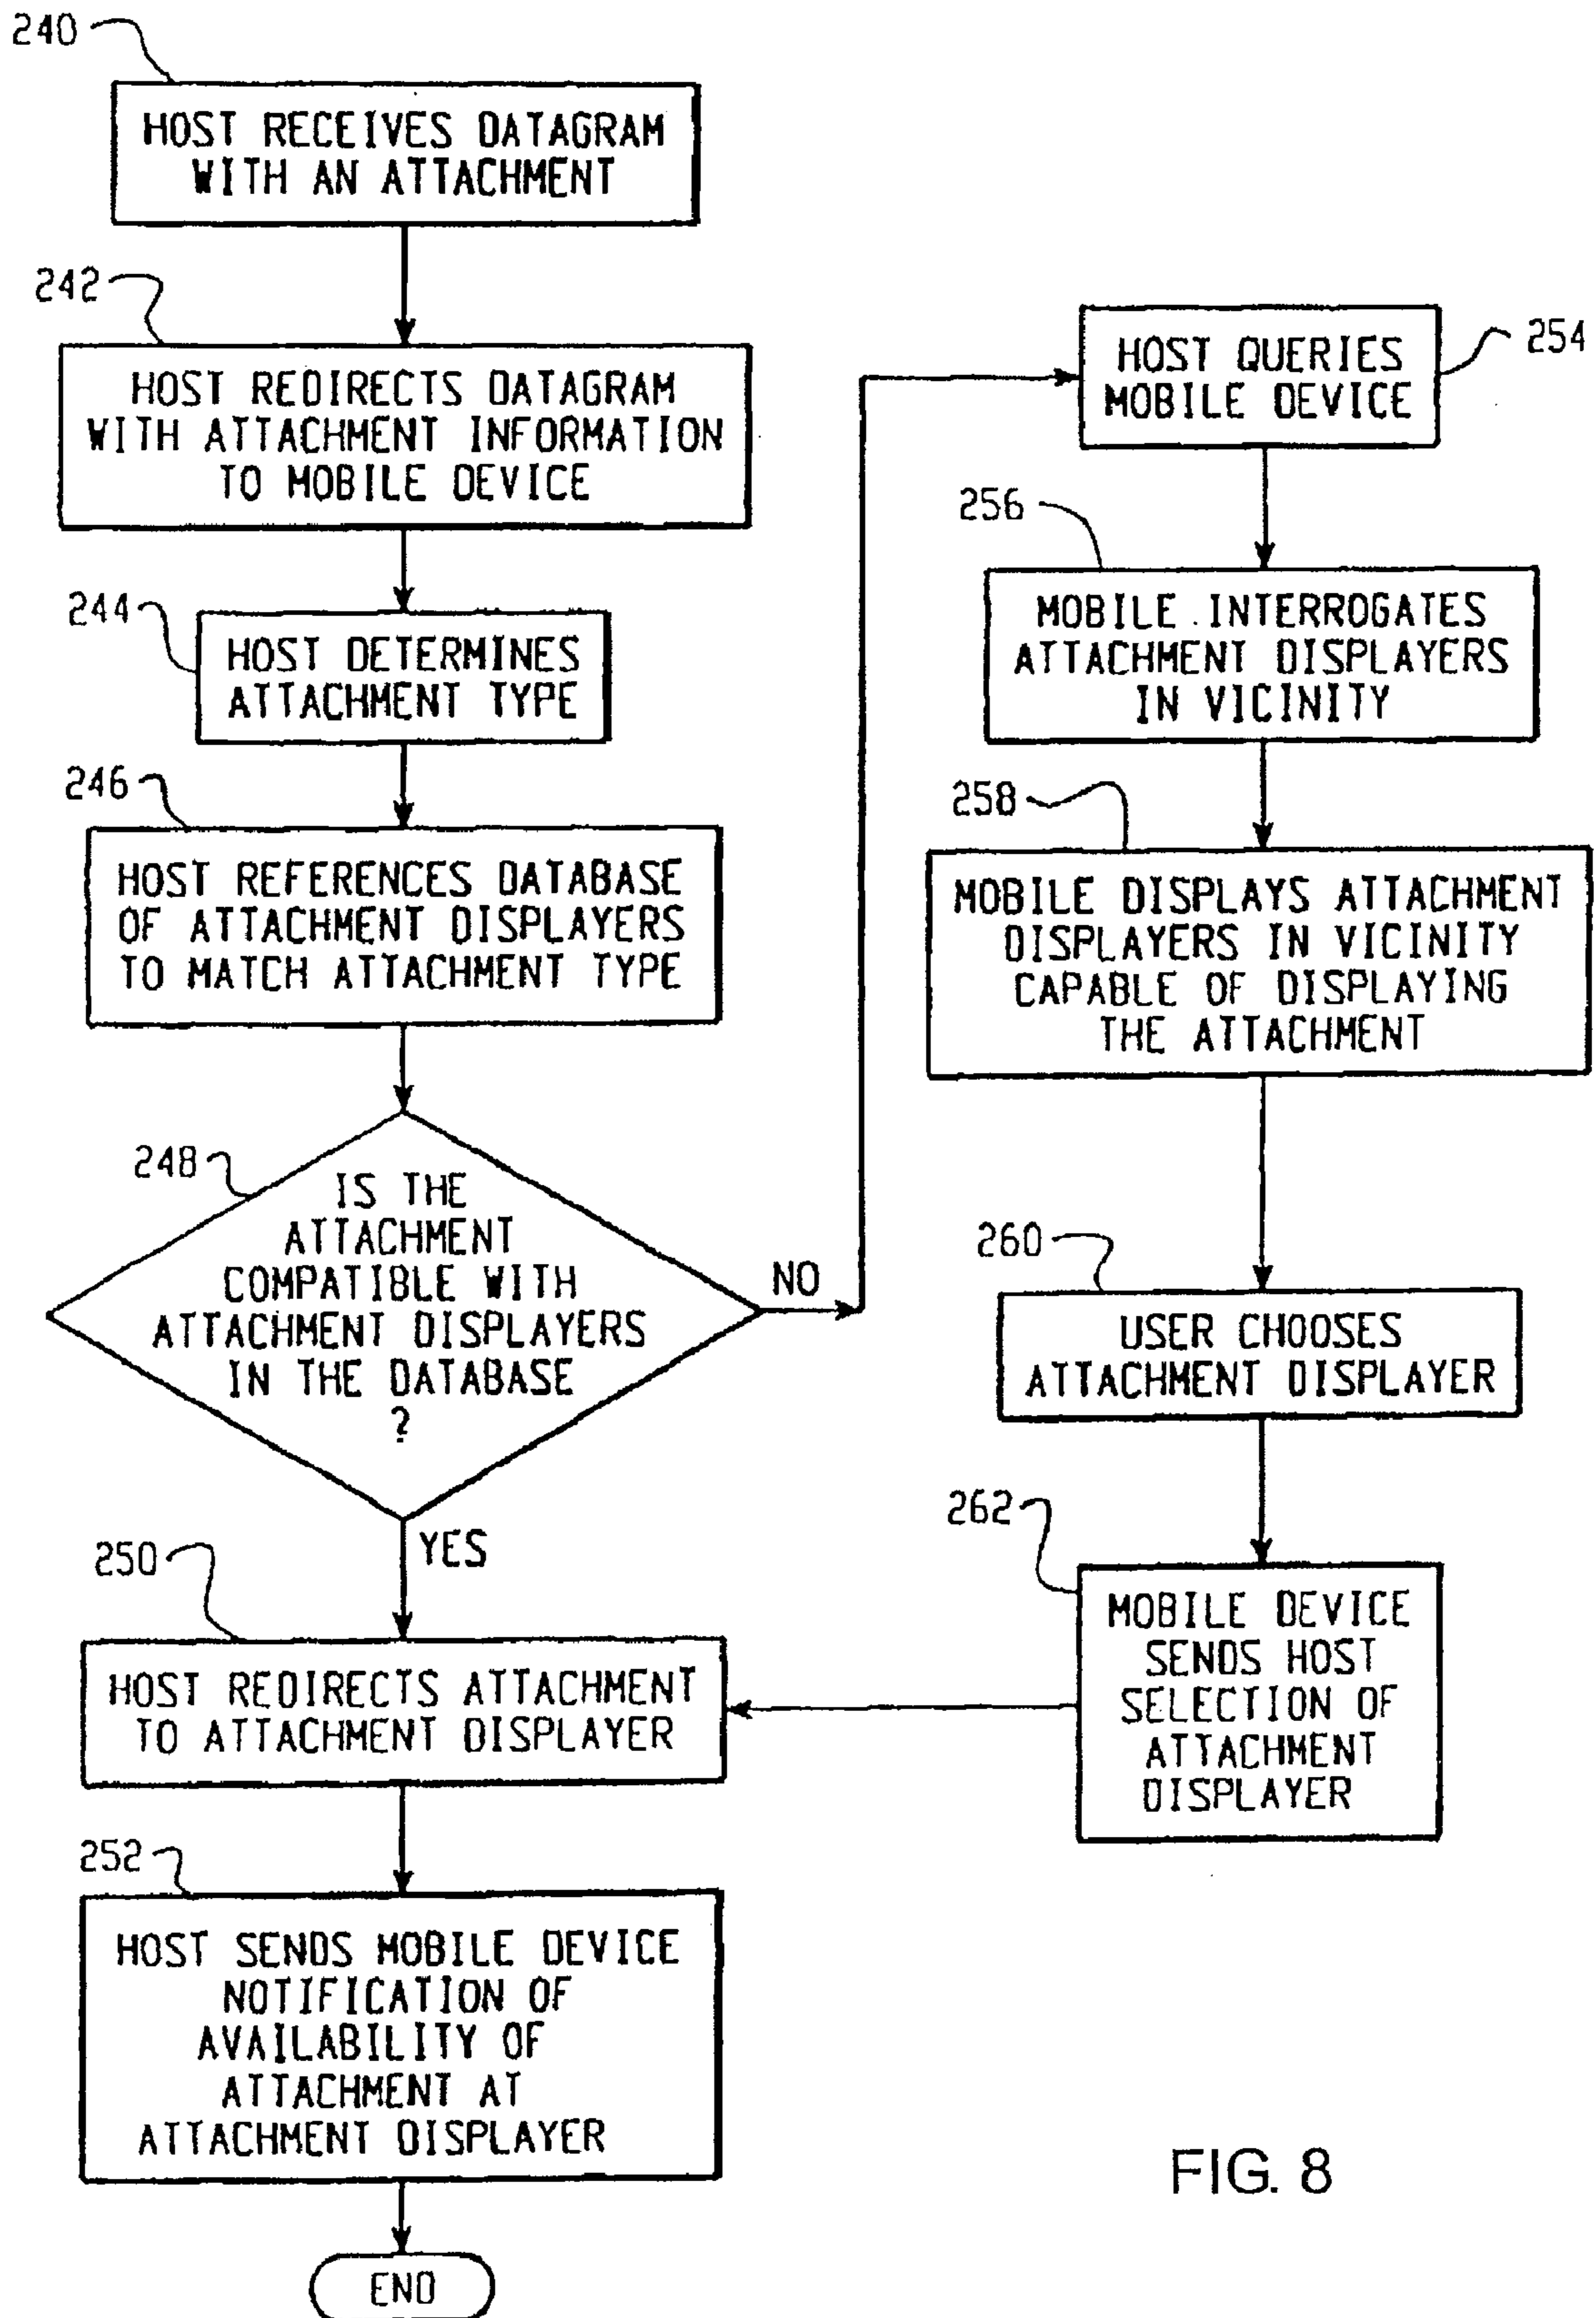 240
HOST RECEIVES DATAGRAM
WITH AN ATTACHMENT
242
HOST REDIRECTS DATAGRAM
WITH ATTACHMENT INFORMATION
TO MOBILE DEVICE
244
HOST DETERMINES
ATTACHMENT TYPE
246
HOST REFERENCES DATABASE
OF ATTACHMENT DISPLAYERS
TO MATCH ATTACHMENT TYPE
248
IS THE
ATTACHMENT
COMPATIBLE WITH
ATTACHMENT DISPLAYERS
IN THE DATABASE
?
NO
YES
250
HOST REDIRECTS ATTACHMENT
TO ATTACHMENT DISPLAYER
252
HOST SENDS MOBILE DEVICE
NOTIFICATION OF
AVAILABILITY OF
ATTACHMENT AT
ATTACHMENT DISPLAYER
END
254
HOST QUERIES
MOBILE DEVICE
256
MOBILE INTERROGATES
ATTACHMENT DISPLAYERS
IN VICINITY
258
MOBILE DISPLAYS ATTACHMENT
DISPLAYERS IN VICINITY
CAPABLE OF DISPLAYING
THE ATTACHMENT
260
USER CHOOSES
ATTACHMENT DISPLAYER
262
MOBILE DEVICE
SENDS HOST
SELECTION OF
ATTACHMENT
DISPLAYER
FIG. 8